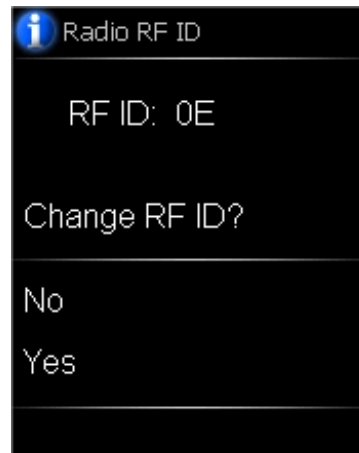 Radio RF ID
RF ID: 0E
Change RF ID?
No
Yes